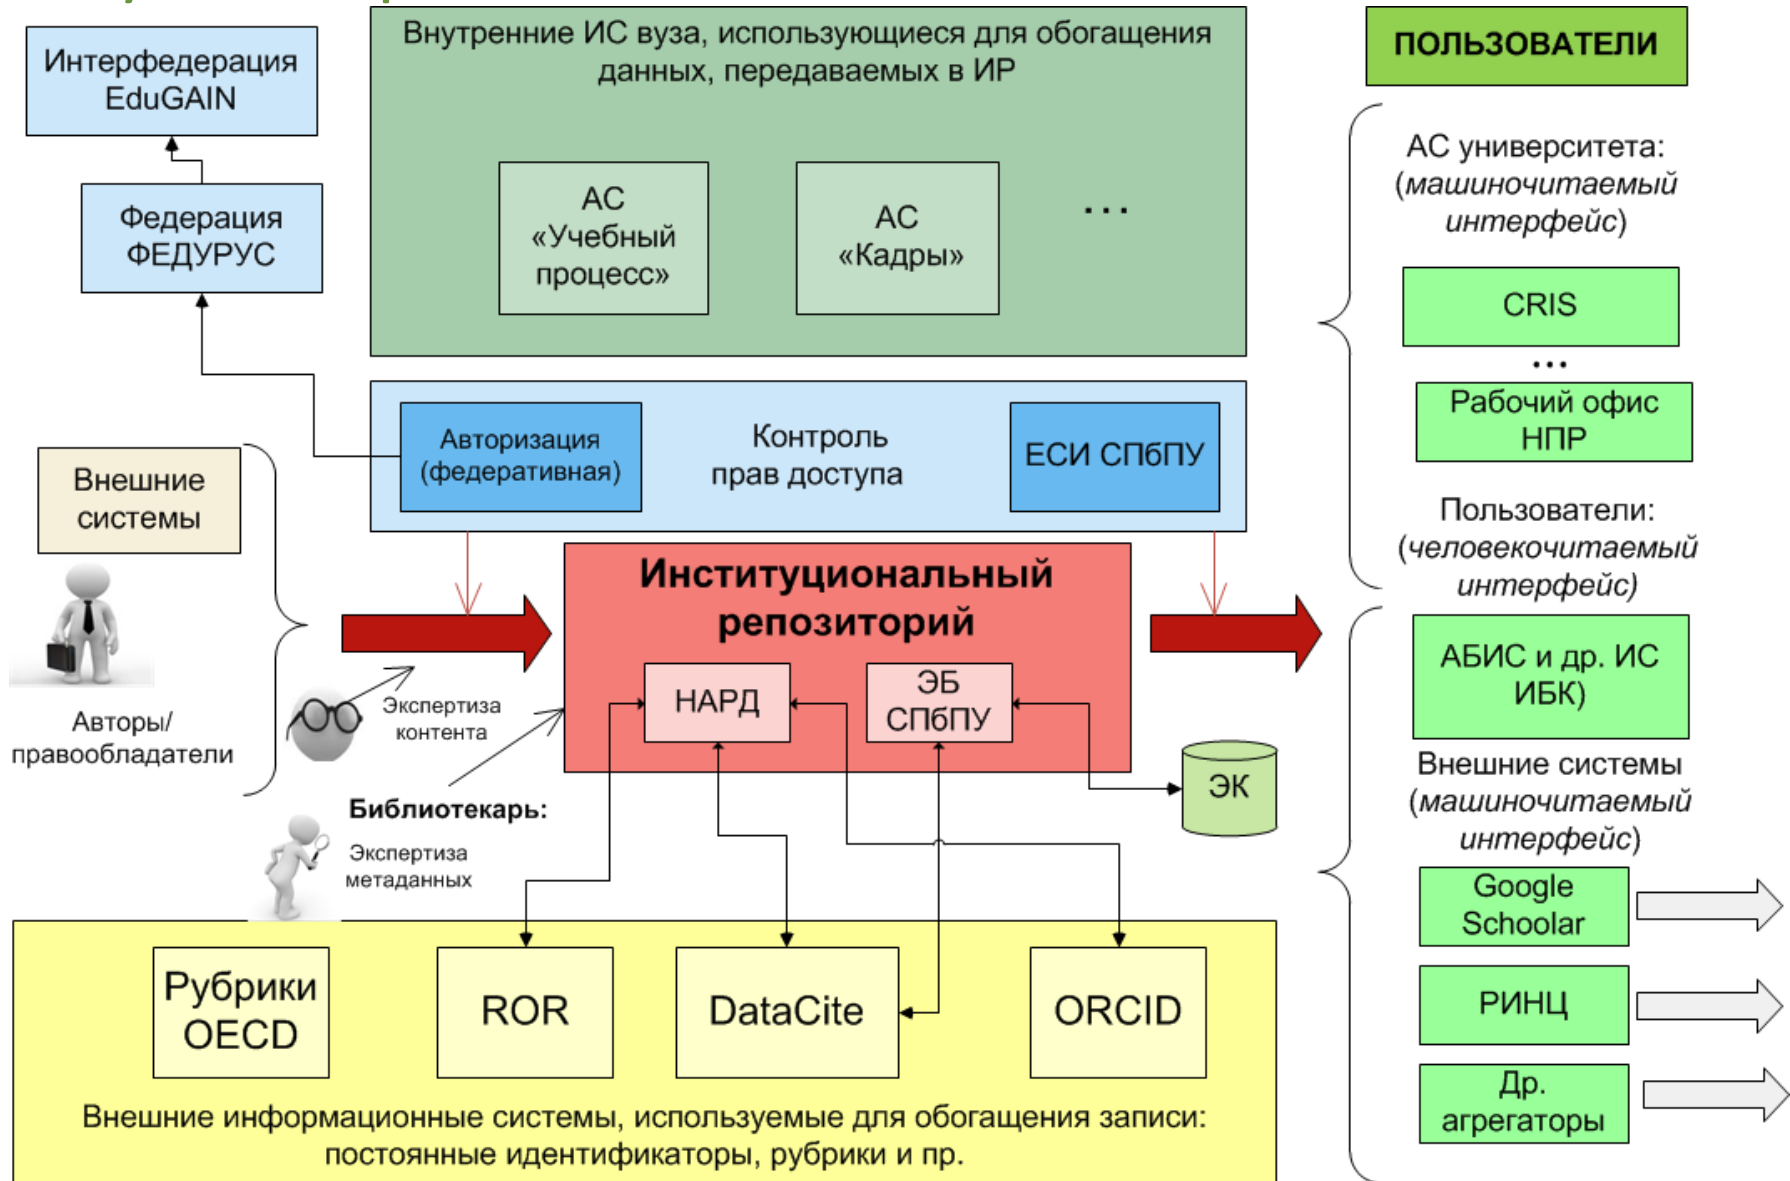 Интерфедерация
EduGAIN
Федерация
ФЕДУРУС
Внутренние ИС вуза, использующиеся для обогащения
данных, передаваемых в ИР
АС
«Учебный
процесс»
АС
«Кадры»
...
Авторизация
(федеративная)
Контроль
прав доступа
ЕСИ СПбПУ
Внешние
системы
Авторы/
правообладатели
Экспертиза
контента
Библиотекарь:
Экспертиза
метаданных
Институциональный
репозиторий
НАРД
ЭБ
СПбПУ
ЭК
Рубрики
OECD
ROR
DataCite
ORCID
Внешние информационные системы, используемые для обогащения записи:
постоянные идентификаторы, рубрики и пр.
ПОЛЬЗОВАТЕЛИ
АС университета:
(машиночитаемый
интерфейс)
CRIS
...
Рабочий офис
НПР
Пользователи:
(человекочитаемый
интерфейс)
АБИС и др. ИС
ИБК)
Внешние системы
(машиночитаемый
интерфейс)
Google
Schoolar
РИНЦ
Др.
агрегаторы